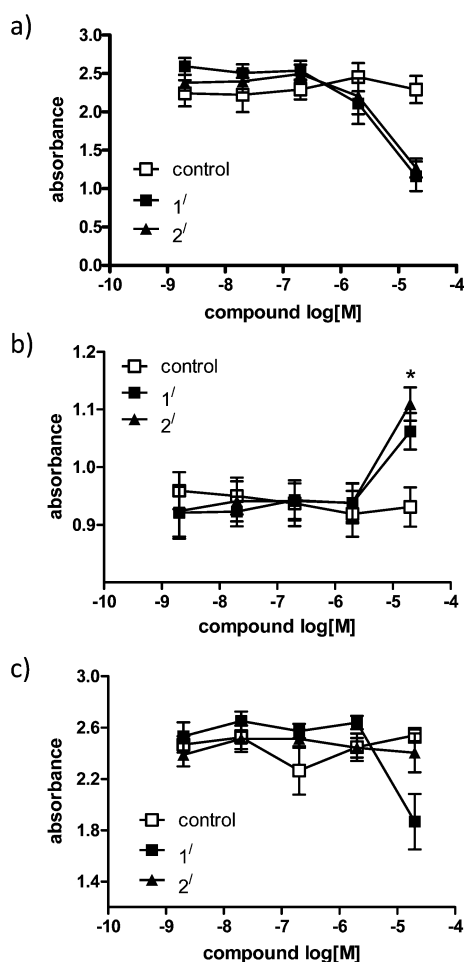 a)
absorbance
3.0
2.5
2.0
1.5
1.0
0.5
0.0
control
1/
2/
-10 -9 -8 -7 -6 -5 -4
compound log[M]
b)
absorbance
1.2
1.1
1.0
0.9
control
1/
2/
*
-10 -9 -8 -7 -6 -5 -4
compound log[M]
c)
absorbance
3.0
2.6
2.2
1.8
1.4
control
1/
2/
-10 -9 -8 -7 -6 -5 -4
compound log[M]